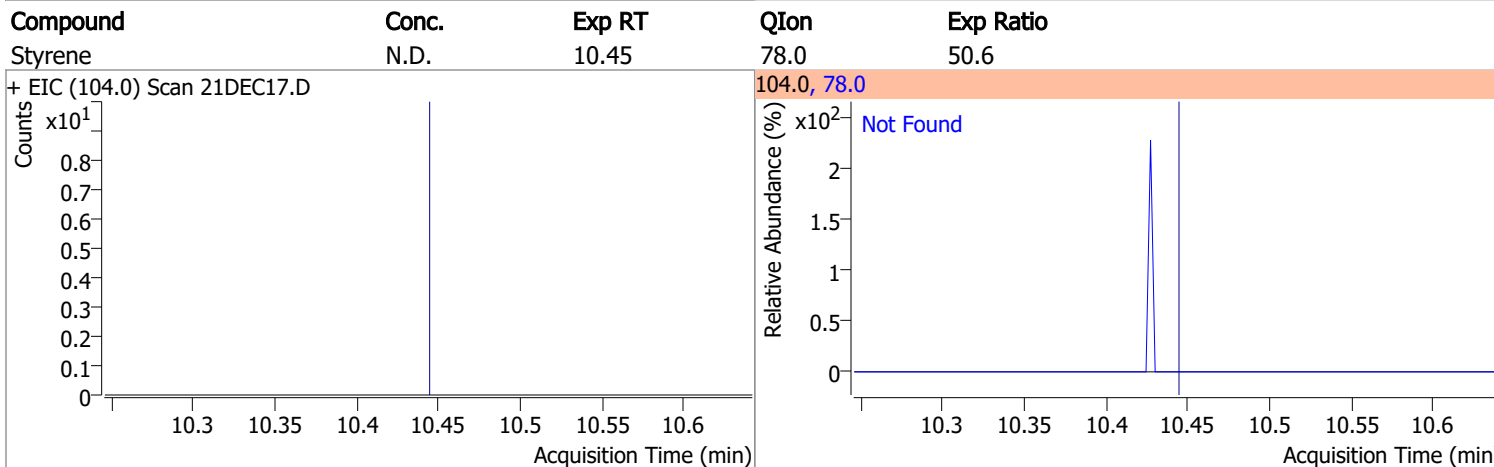 Compound Conc. Exp RT QIon Exp Ratio
Styrene N.D. 10.45 78.0 50.6
+ EIC (104.0) Scan 21DEC17.D
Counts
x10¹
0.8
0.7
0.6
0.5
0.4
0.3
0.2
0.1
0
10.3 10.35 10.4 10.45 10.5 10.55 10.6
Acquisition Time (min)
104.0, 78.0
Relative Abundance (%)
x10²
Not Found
2
1.5
1
0.5
0
10.3 10.35 10.4 10.45 10.5 10.55 10.6
Acquisition Time (min